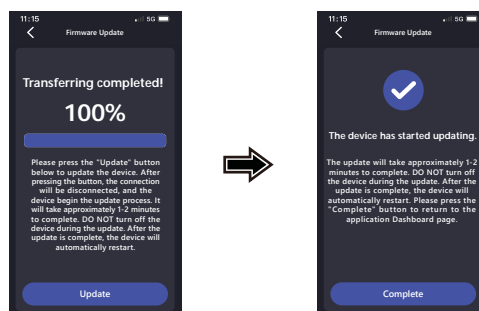 11:15
5G
Firmware Update
Transferring completed!
100%
Please press the "Update" button
below to update the device. After
pressing the button, the connection
will be disconnected, and the
device begin the update process. It
will take approximately 1-2 minutes
to complete. DO NOT turn off the
device during the update. After the
update is complete, the device will
automatically restart.
Update
11:15
5G
Firmware Update
The device has started updating.
The update will take approximately 1-2
minutes to complete. DO NOT turn off
the device during the update. After the
update is complete, the device will
automatically restart. Please press the
"Complete" button to return to the
application Dashboard page.
Complete